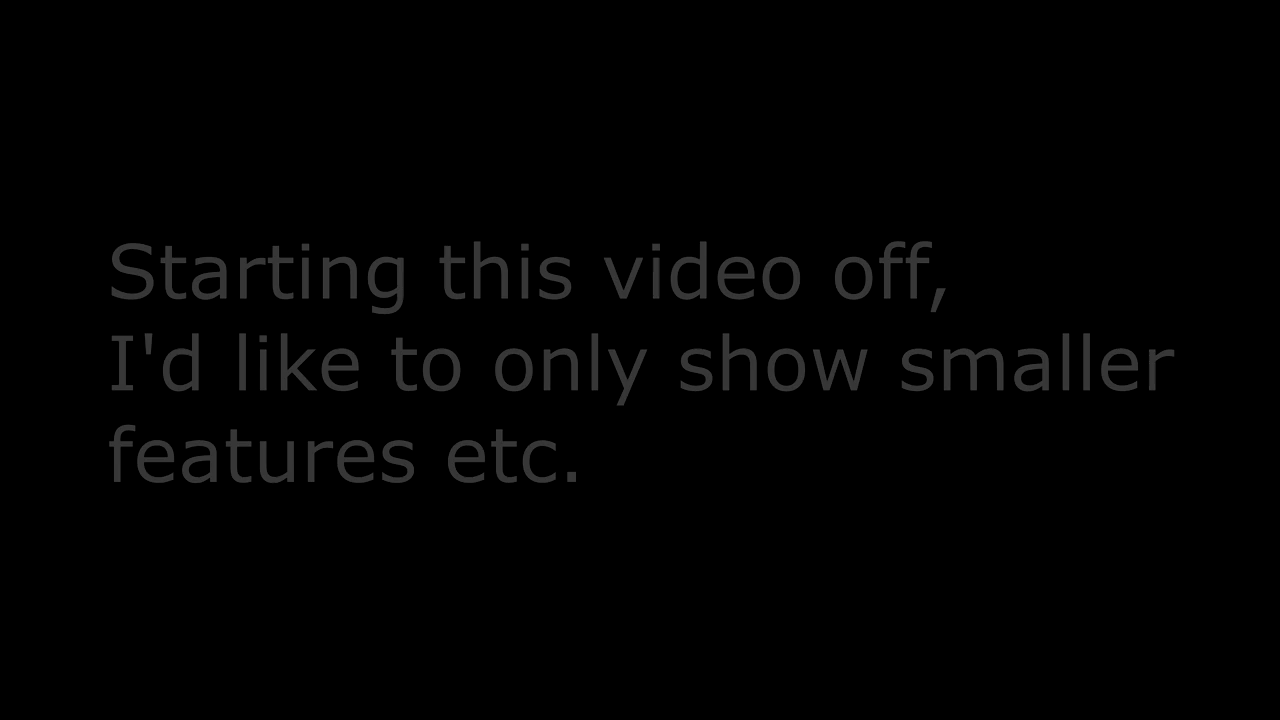 Starting this video off,
I'd like to only show smaller
features etc.